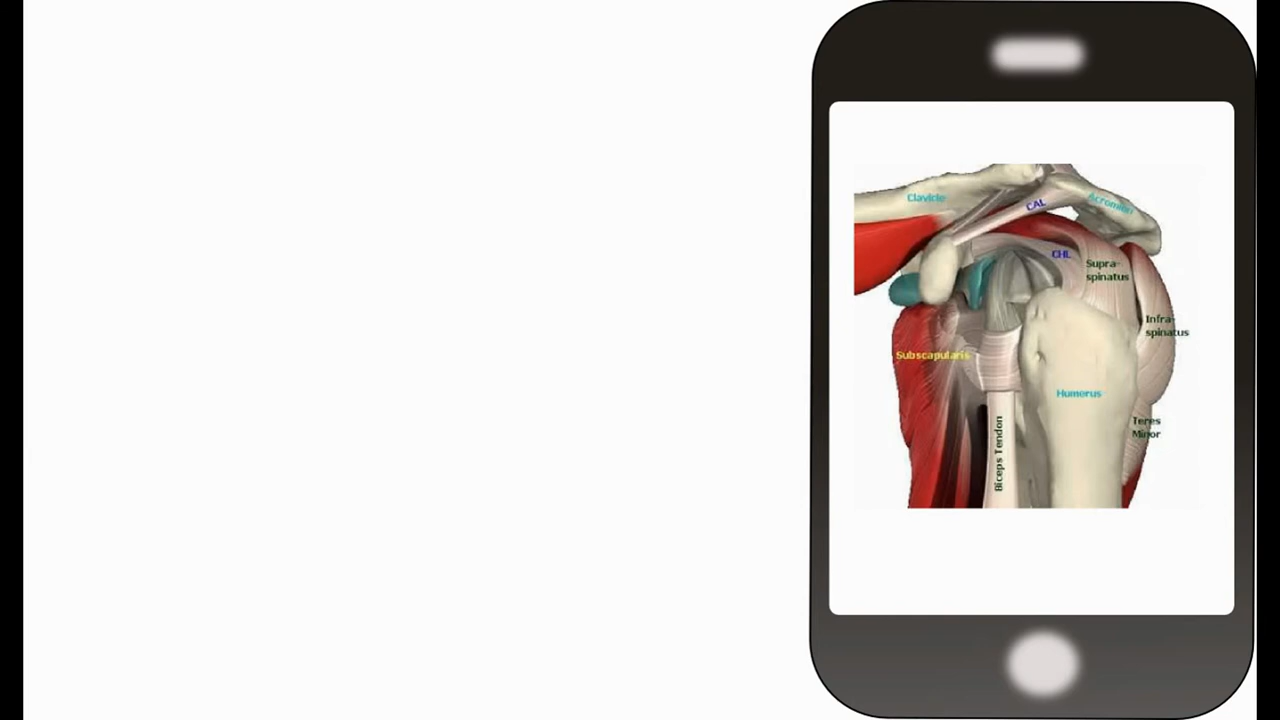 Clavicle
CAL
Acromion
CHL
Supra-
spinatus
Infra-
spinatus
Subscapularis
Humerus
Teres
Minor
Biceps Tendon